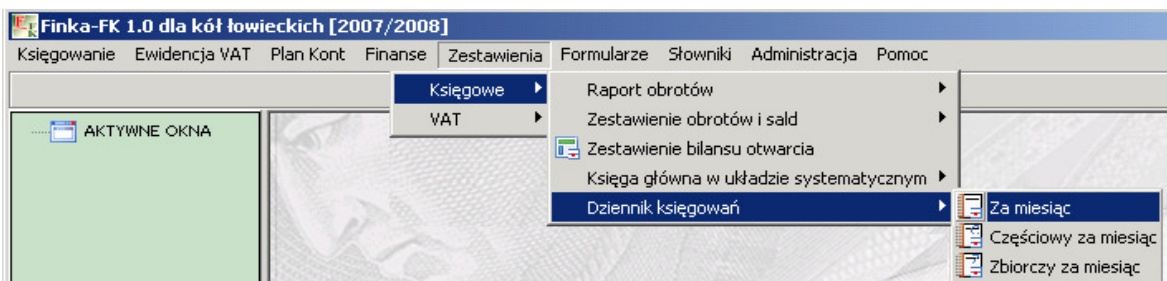 Finka-FK 1.0 dla kół łowieckich [2007/2008]
Księgowanie Ewidencja VAT Plan Kont Finanse Zestawienia Formularze Słowniki Administracja Pomoc
Księgowe
VAT
Raport obrotów
Zestawienie obrotów i sald
Zestawienie bilansu otwarcia
Księga główna w układzie systematycznym
Dziennik księgowań
Za miesiąc
Częściowy za miesiąc
Zbiorczy za miesiąc
AKTYWNE OKNA